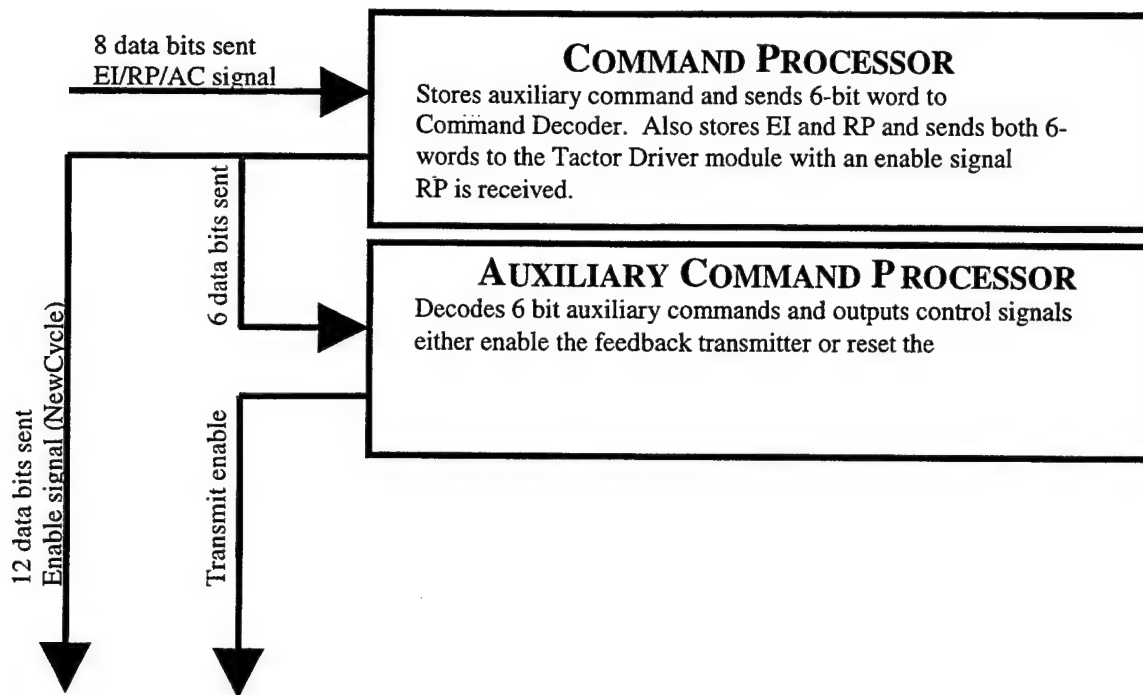 8 data bits sent
EI/RP/AC signal
COMMAND PROCESSOR
Stores auxiliary command and sends 6-bit word to
Command Decoder. Also stores EI and RP and sends both 6-
words to the Tactor Driver module with an enable signal
RP is received.
6 data bits sent
AUXILIARY COMMAND PROCESSOR
Decodes 6 bit auxiliary commands and outputs control signals
either enable the feedback transmitter or reset the
12 data bits sent
Enable signal (NewCycle)
Transmit enable